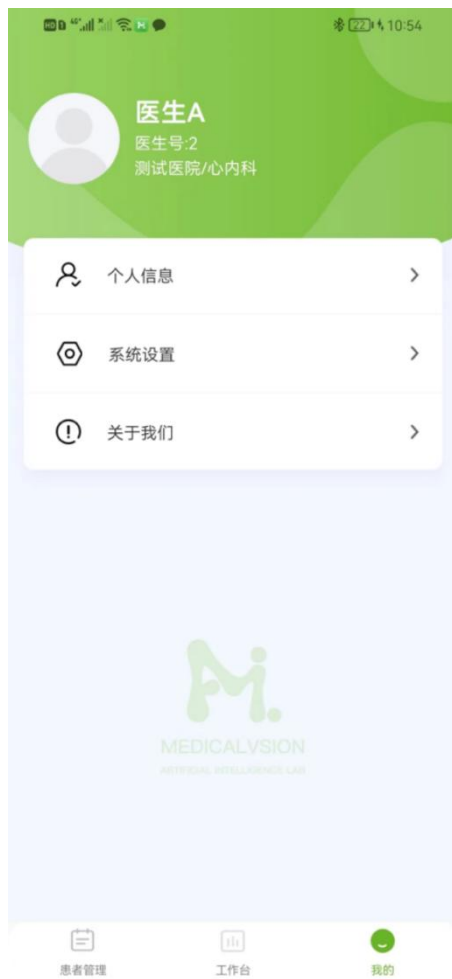 22 10:54
医生A
医生号:2
测试医院/心内科
个人信息
系统设置
关于我们
MEDICALVSION
ARTIFICIAL INTELLIGENCE LAB
患者管理
工作台
我的